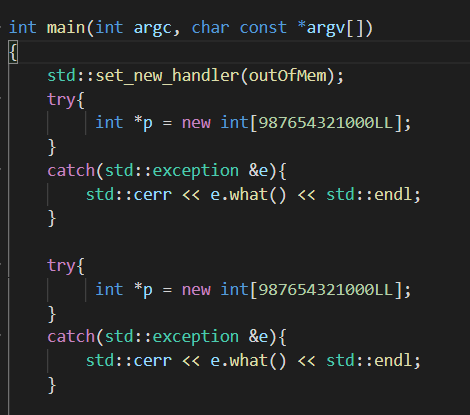 int main(int argc, char const *argv[])
{
    std::set_new_handler(outOfMem);
    try{
        int *p = new int[987654321000LL];
    }
    catch(std::exception &e){
        std::cerr << e.what() << std::endl;
    }

    try{
        int *p = new int[987654321000LL];
    }
    catch(std::exception &e){
        std::cerr << e.what() << std::endl;
    }